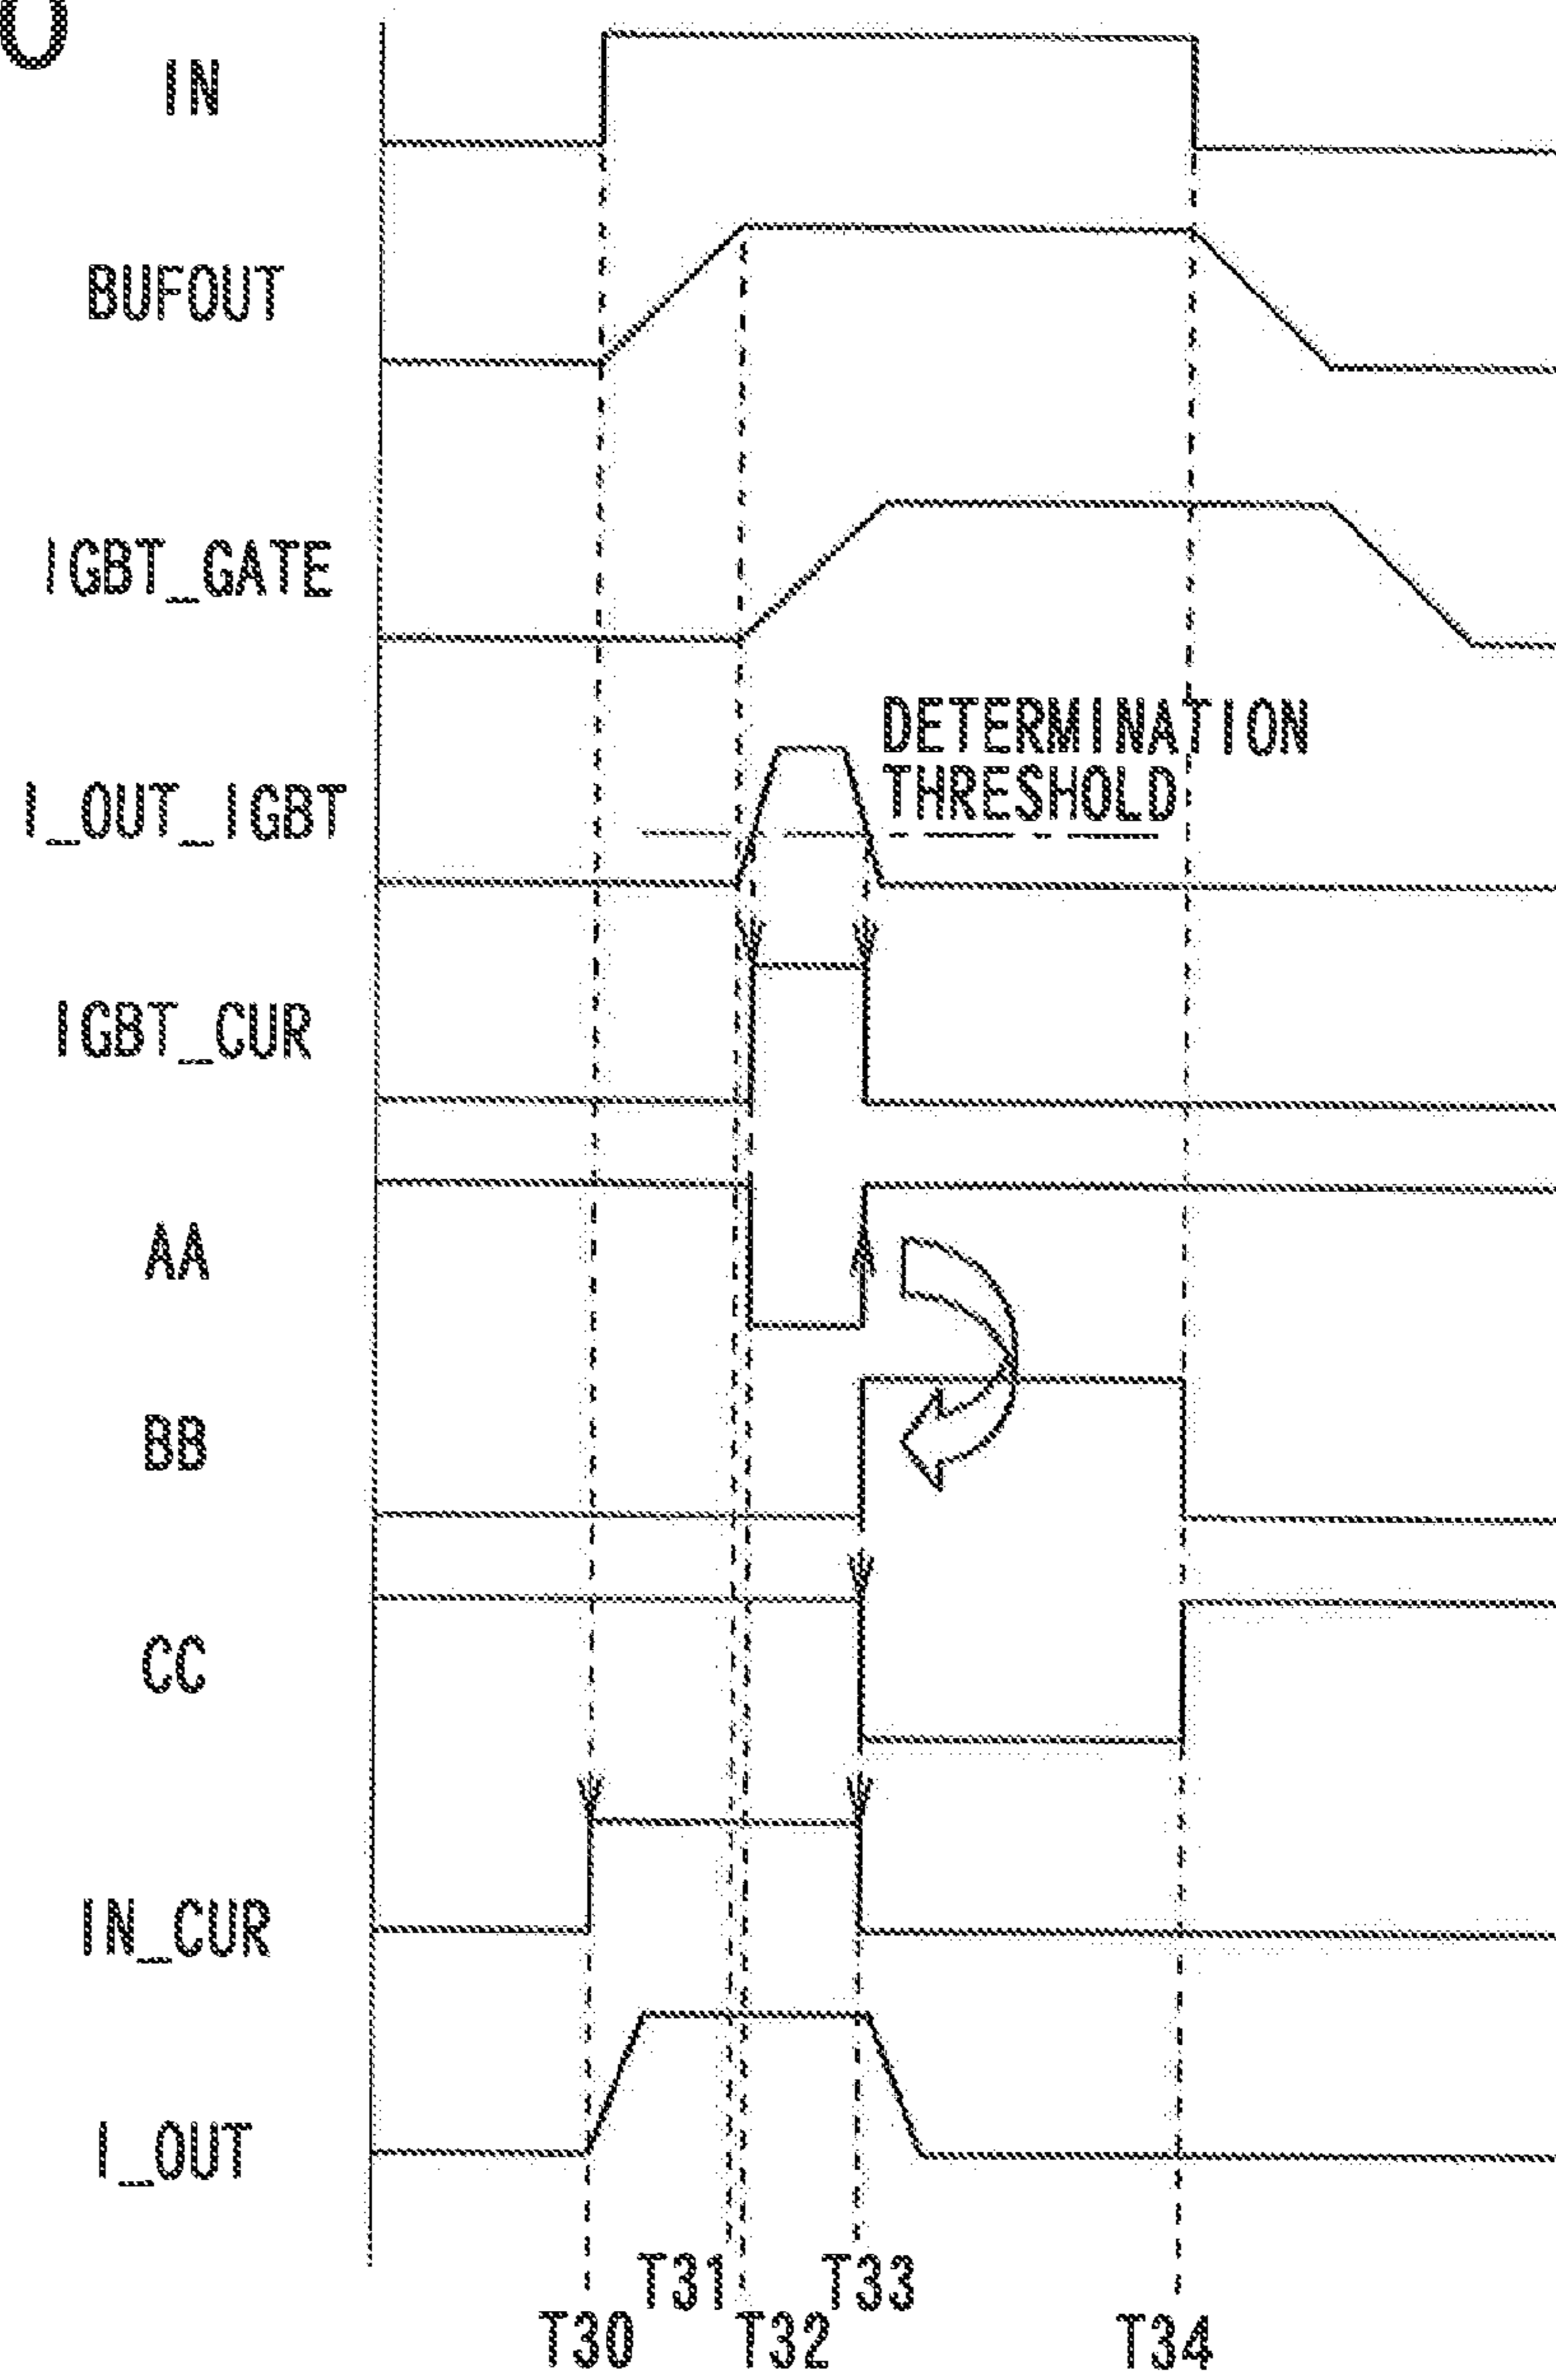 IN
BUFOUT
IGBT_GATE
DETERMINATION
THRESHOLD
I_OUT_IGBT
IGBT_CUR
AA
BB
CC
IN_CUR
I_OUT
T31
T33
T30
T32
T34